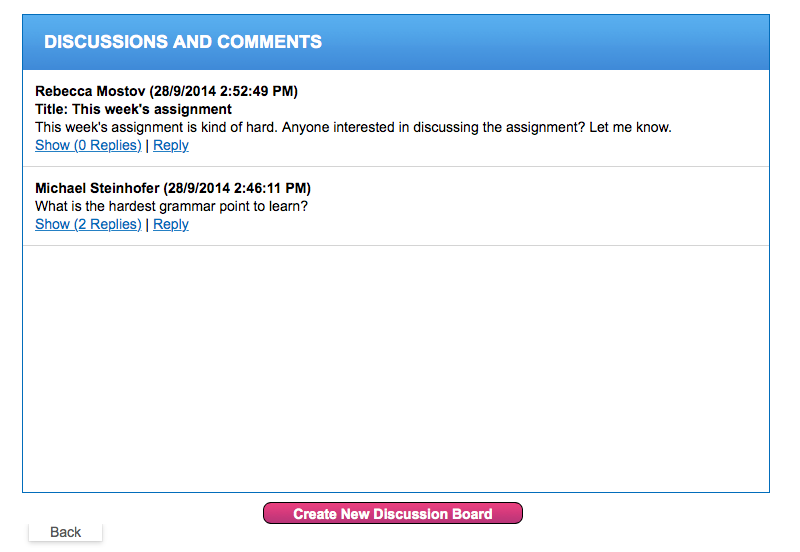 DISCUSSIONS AND COMMENTS
Rebecca Mostov (28/9/2014 2:52:49 PM)
Title: This week's assignment
This week's assignment is kind of hard. Anyone interested in discussing the assignment? Let me know.
Show (0 Replies) | Reply
Michael Steinhofer (28/9/2014 2:46:11 PM)
What is the hardest grammar point to learn?
Show (2 Replies) | Reply
Create New Discussion Board
Back